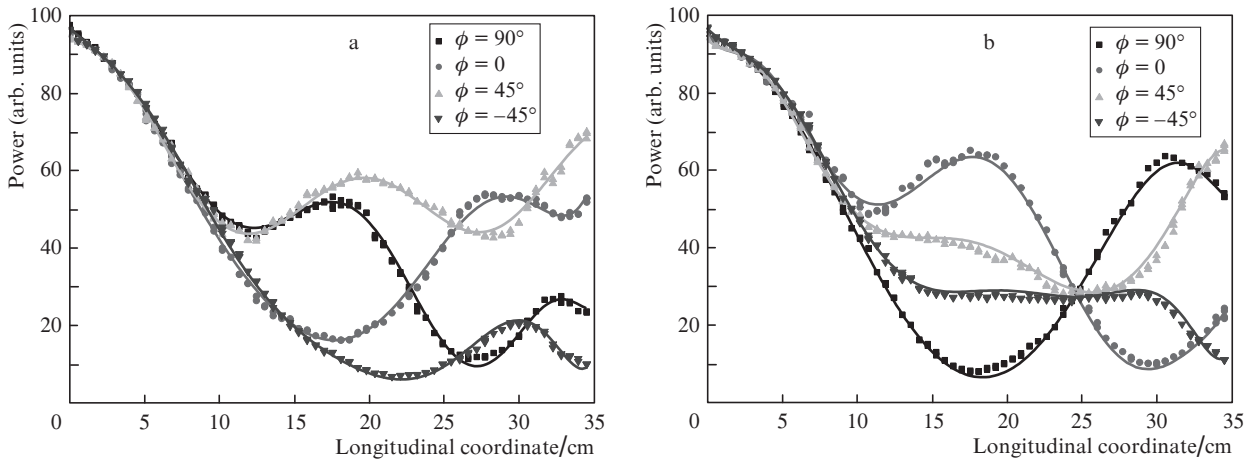 100
80
60
40
20
Power (arb. units)
a
ϕ = 90°
ϕ = 0
ϕ = 45°
ϕ = –45°
0 5 10 15 20 25 30 35
Longitudinal coordinate/cm
100
80
60
40
20
Power (arb. units)
b
ϕ = 90°
ϕ = 0
ϕ = 45°
ϕ = –45°
0 5 10 15 20 25 30 35
Longitudinal coordinate/cm